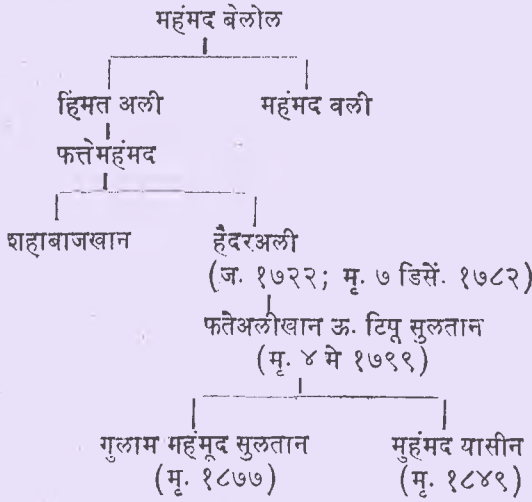 महंमद बेलोल
हिंमत अली महंमद वली
फत्तेमहंमद
शहाबाजखान हैदरअली
(ज. १७२२; मृ. ७ डिसें. १७८२)
फतेअलीखान ऊ. टिपू सुलतान
(मृ. ४ मे १७९९)
गुलाम महंमूद सुलतान मुहंमद यासीन
(मृ. १८७७) (मृ. १८४९)